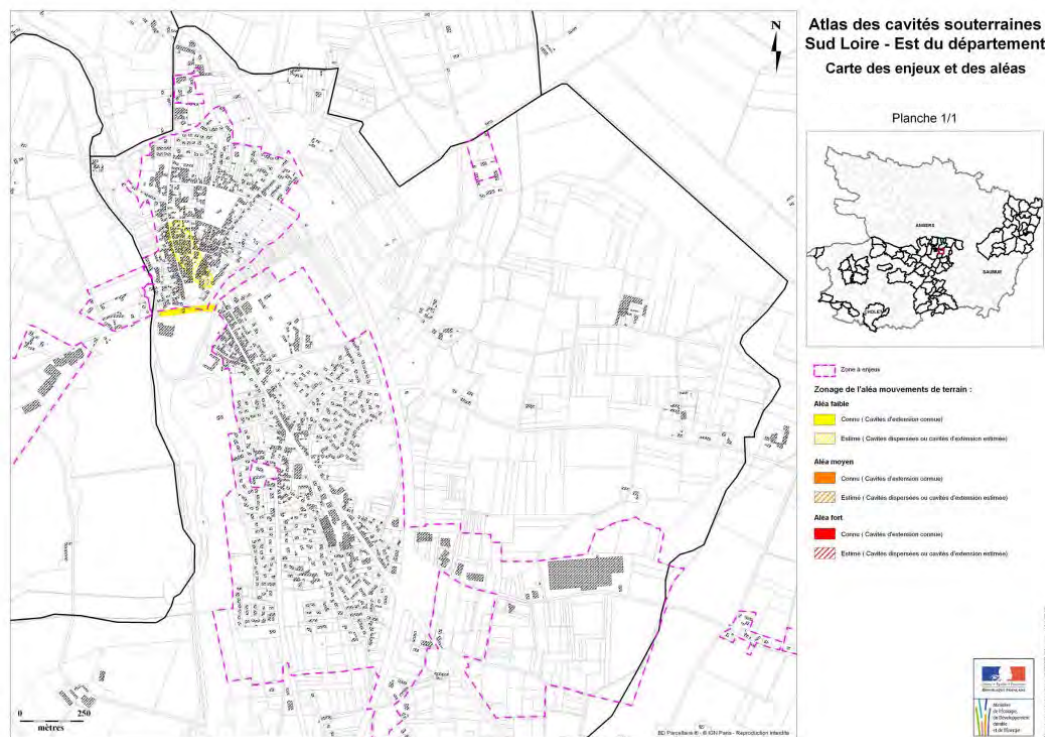 Atlas des cavités souterraines
Sud Loire - Est du département
Carte des enjeux et des aléas
Planche 1/1
N
ANGERS
SAUMUR
Zone à enjeux
Zonage de l'aléa mouvements de terrain :
Aléa faible
Connu ( Cavités d'extension connue)
Estimé ( Cavités dispersées ou cavités d'extension estimée)
Aléa moyen
Connu ( Cavités d'extension connue)
Estimé ( Cavités dispersées ou cavités d'extension estimée)
Aléa fort
Connu ( Cavités d'extension connue)
Estimé ( Cavités dispersées ou cavités d'extension estimée)
0 250
mètres
BD Parcellaire ® - © IGN Paris - Reproduction interdite
RÉPUBLIQUE FRANÇAISE